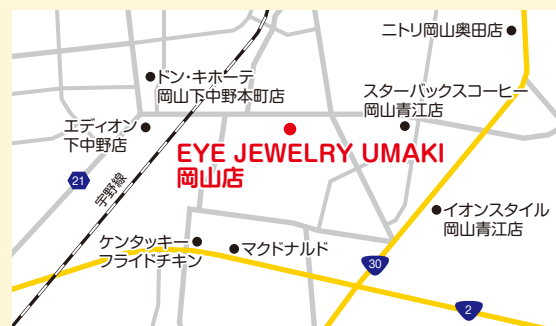 ニトリ岡山奥田店
ドン・キホーテ
岡山下中野本町店
スターバックスコーヒー
岡山青江店
エディオン
下中野店
EYE JEWELRY UMAKI
岡山店
21
宇野線
イオンスタイル
岡山青江店
ケンタッキー
フライドチキン
マクドナルド
30
2